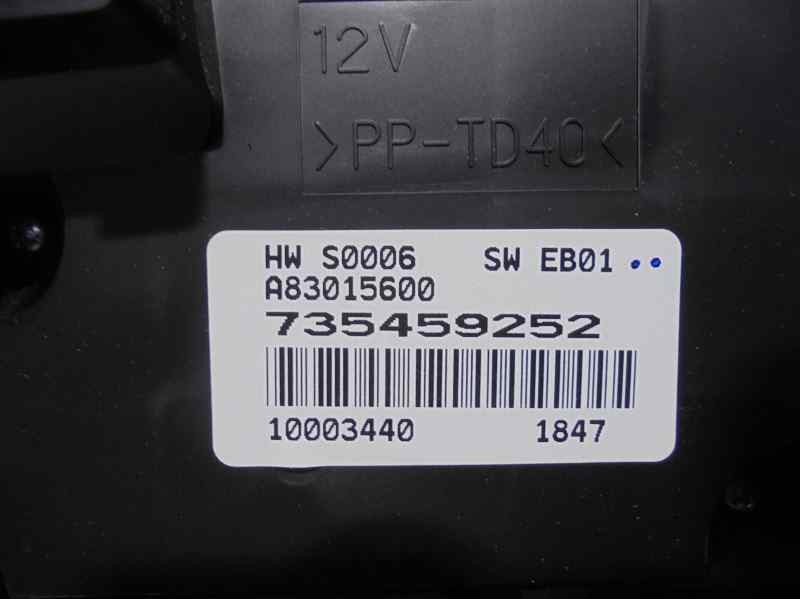 12V
>PP-TD40<
HW S0006 SW EB01
A83015600
735459252
10003440 1847